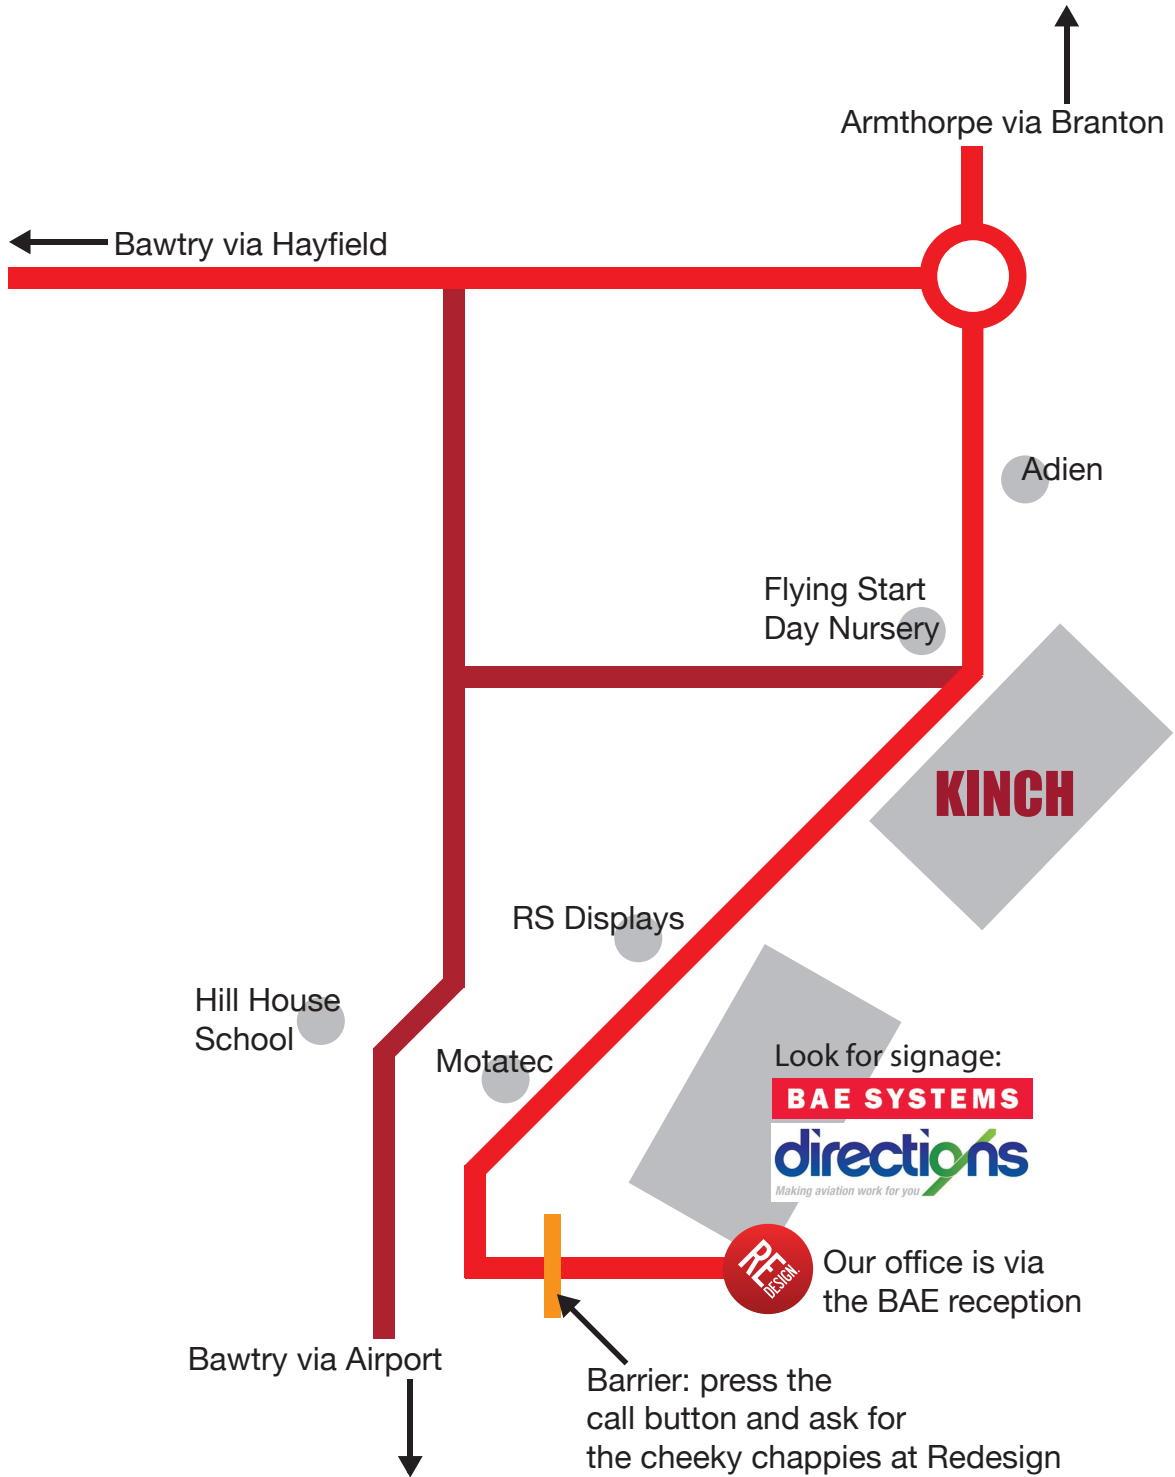 Armthorpe via Branton
Bawtry via Hayfield
Adien
Flying Start
Day Nursery
KINCH
RS Displays
Hill House
School
Motatec
Look for signage:
BAE SYSTEMS
directions
Making aviation work for you
RE
DESIGN.
Our office is via
the BAE reception
Bawtry via Airport
Barrier: press the
call button and ask for
the cheeky chappies at Redesign